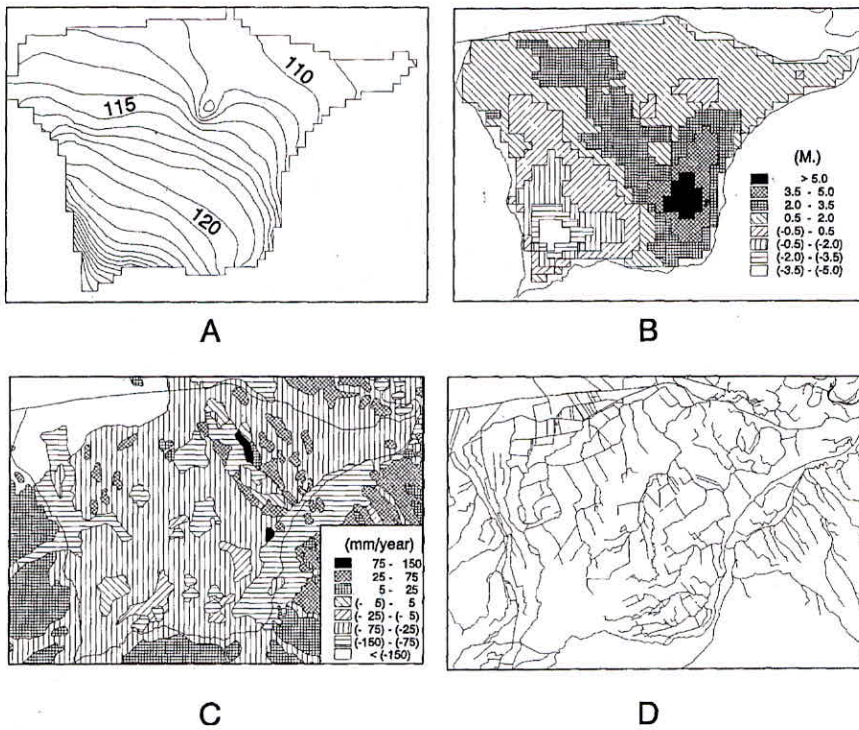 110
115
120
A
(M.)
> 5.0
3.5 - 5.0
2.0 - 3.5
0.5 - 2.0
(-0.5) - 0.5
(-0.5) - (-2.0)
(-2.0) - (-3.5)
(-3.5) - (-5.0)
B
(mm/year)
75 - 150
25 - 75
5 - 25
(- 5) - 5
(- 25) - (- 5)
(- 75) - (-25)
(-150) - (-75)
< (-150)
C
D